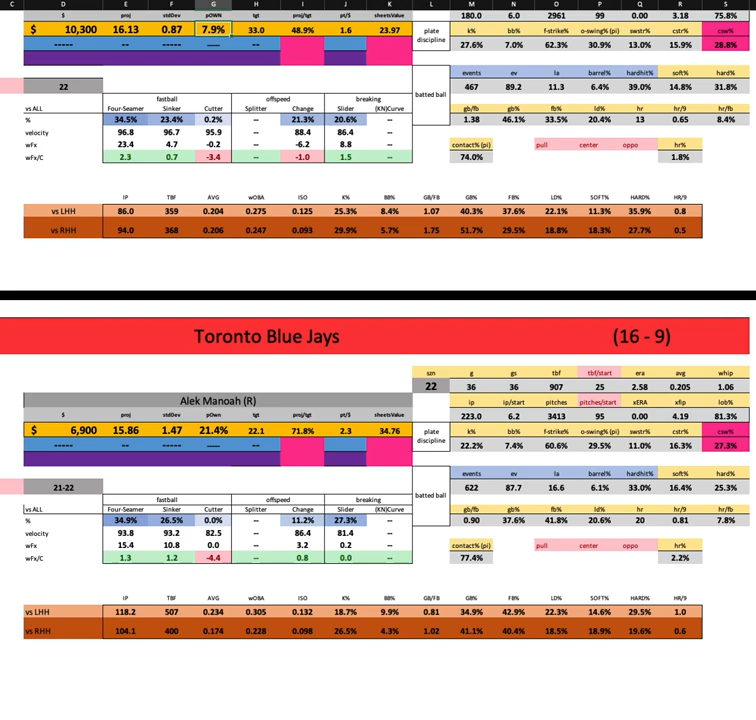 C D E F G H I J K L M N O P Q R S
180.0 6.0 2961 99 0.00 3.18 75.8%
$ proj stdDev pOWN tgt proj/tgt pt/$ sheetsValue plate discipline k% bb% f-strike% o-swing% (pi) swstr% cstr% csw%
$ 10,300 16.13 0.87 7.9% 33.0 48.9% 1.6 23.97 27.6% 7.0% 62.3% 30.9% 13.0% 15.9% 28.8%
----- -- -- ---- --
events ev la barrel% hardhit% soft% hard%
22 batted ball 467 89.2 11.3 6.4% 39.0% 14.8% 31.8%
fastball offspeed breaking
vs ALL Four-Seamer Sinker Cutter Splitter Change Slider (KN)Curve gb/fb gb% fb% ld% hr hr/9 hr/fb
% 34.5% 23.4% 0.2% -- 21.3% 20.6% -- 1.38 46.1% 33.5% 20.4% 13 0.65 8.4%
velocity 96.8 96.7 95.9 -- 88.4 86.4 --
wFx 23.4 4.7 -0.2 -- -6.2 8.8 -- contact% (pi) pull center oppo hr%
wFx/C 2.3 0.7 -3.4 -- -1.0 1.5 -- 74.0% 1.8%
IP TBF AVG wOBA ISO K% BB% GB/FB GB% FB% LD% SOFT% HARD% HR/9
vs LHH 86.0 359 0.204 0.275 0.125 25.3% 8.4% 1.07 40.3% 37.6% 22.1% 11.3% 35.9% 0.8
vs RHH 94.0 368 0.206 0.247 0.093 29.9% 5.7% 1.75 51.7% 29.5% 18.8% 18.3% 27.7% 0.5
Toronto Blue Jays (16 - 9)
szn g gs tbf tbf/start era avg whip
22 36 36 907 25 2.58 0.205 1.06
Alek Manoah (R) ip ip/start pitches pitches/start xERA xfip lob%
223.0 6.2 3413 95 0.00 4.19 81.3%
$ proj stdDev pOwn tgt proj/tgt pt/$ sheetsValue plate discipline k% bb% f-strike% o-swing% (pi) swstr% cstr% csw%
$ 6,900 15.86 1.47 21.4% 22.1 71.8% 2.3 34.76 22.2% 7.4% 60.6% 29.5% 11.0% 16.3% 27.3%
----- -- -- ---- --
events ev la barrel% hardhit% soft% hard%
21-22 batted ball 622 87.7 16.6 6.1% 33.0% 16.4% 25.3%
fastball offspeed breaking
vs ALL Four-Seamer Sinker Cutter Splitter Change Slider (KN)Curve gb/fb gb% fb% ld% hr hr/9 hr/fb
% 34.9% 26.5% 0.0% -- 11.2% 27.3% -- 0.90 37.6% 41.8% 20.6% 20 0.81 7.8%
velocity 93.8 93.2 82.5 -- 86.4 81.4 --
wFx 15.4 10.8 0.0 -- 3.2 0.2 -- contact% (pi) pull center oppo hr%
wFx/C 1.3 1.2 -4.4 -- 0.8 0.0 -- 77.4% 2.2%
IP TBF AVG wOBA ISO K% BB% GB/FB GB% FB% LD% SOFT% HARD% HR/9
vs LHH 118.2 507 0.234 0.305 0.132 18.7% 9.9% 0.81 34.9% 42.9% 22.3% 14.6% 29.5% 1.0
vs RHH 104.1 400 0.174 0.228 0.098 26.5% 4.3% 1.02 41.1% 40.4% 18.5% 18.9% 19.6% 0.6